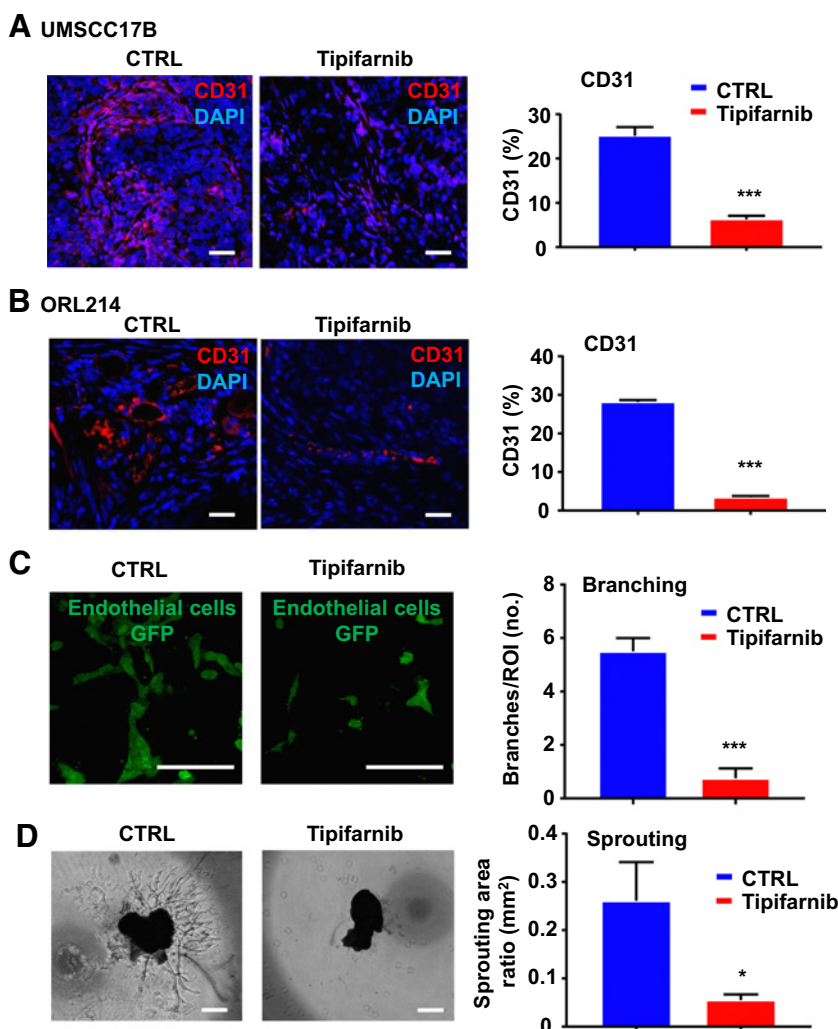 A UMSCC17B
CTRL
Tipifarnib
CD31
DAPI
CD31
DAPI
CD31
CTRL
Tipifarnib
CD31 (%)
30
20
10
0
***
B ORL214
CTRL
Tipifarnib
CD31
DAPI
CD31
DAPI
CD31
CD31 (%)
40
30
20
10
0
***
C
CTRL
Tipifarnib
Endothelial cells
GFP
Endothelial cells
GFP
Branching
CTRL
Tipifarnib
Branches/ROI (no.)
8
6
4
2
0
***
D
CTRL
Tipifarnib
Sprouting
CTRL
Tipifarnib
Sprouting area
ratio (mm²)
0.4
0.3
0.2
0.1
0
*